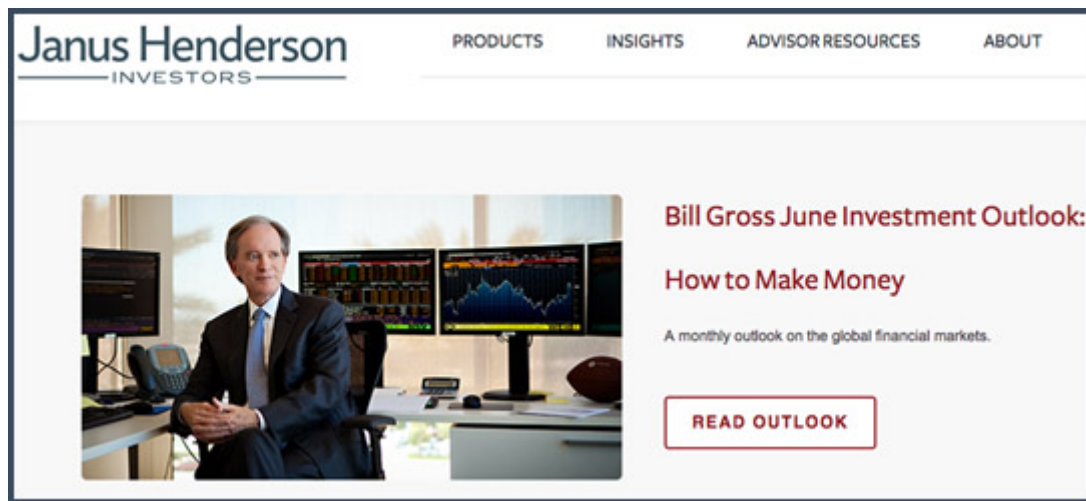 Janus Henderson
INVESTORS
PRODUCTS INSIGHTS ADVISOR RESOURCES ABOUT
Bill Gross June Investment Outlook:
How to Make Money
A monthly outlook on the global financial markets.
READ OUTLOOK